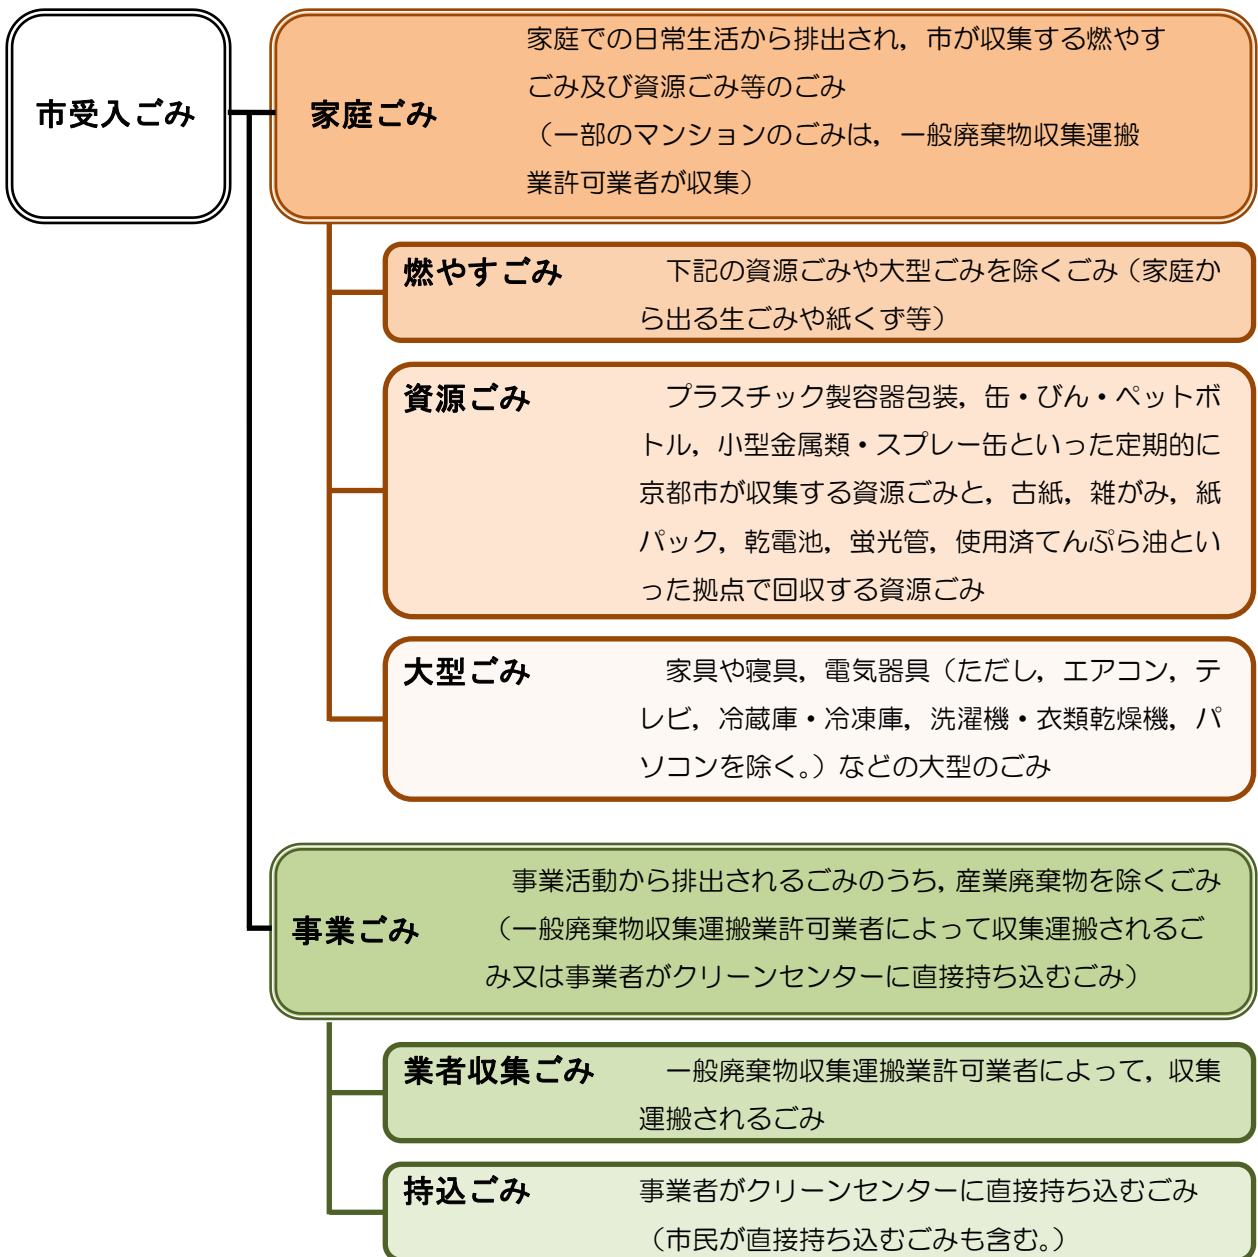 市受入ごみ
家庭ごみ
家庭での日常生活から排出され，市が収集する燃やす
ごみ及び資源ごみ等のごみ
（一部のマンションのごみは，一般廃棄物収集運搬
業許可業者が収集）
燃やすごみ
下記の資源ごみや大型ごみを除くごみ（家庭か
ら出る生ごみや紙くず等）
資源ごみ
プラスチック製容器包装，缶・びん・ペットボ
トル，小型金属類・スプレー缶といった定期的に
京都市が収集する資源ごみと，古紙，雑がみ，紙
パック，乾電池，蛍光管，使用済てんぷら油とい
った拠点で回収する資源ごみ
大型ごみ
家具や寝具，電気器具（ただし，エアコン，テ
レビ，冷蔵庫・冷凍庫，洗濯機・衣類乾燥機，パ
ソコンを除く。）などの大型のごみ
事業ごみ
事業活動から排出されるごみのうち，産業廃棄物を除くごみ
（一般廃棄物収集運搬業許可業者によって収集運搬されるご
み又は事業者がクリーンセンターに直接持ち込むごみ）
業者収集ごみ
一般廃棄物収集運搬業許可業者によって，収集
運搬されるごみ
持込ごみ
事業者がクリーンセンターに直接持ち込むごみ
（市民が直接持ち込むごみも含む。）